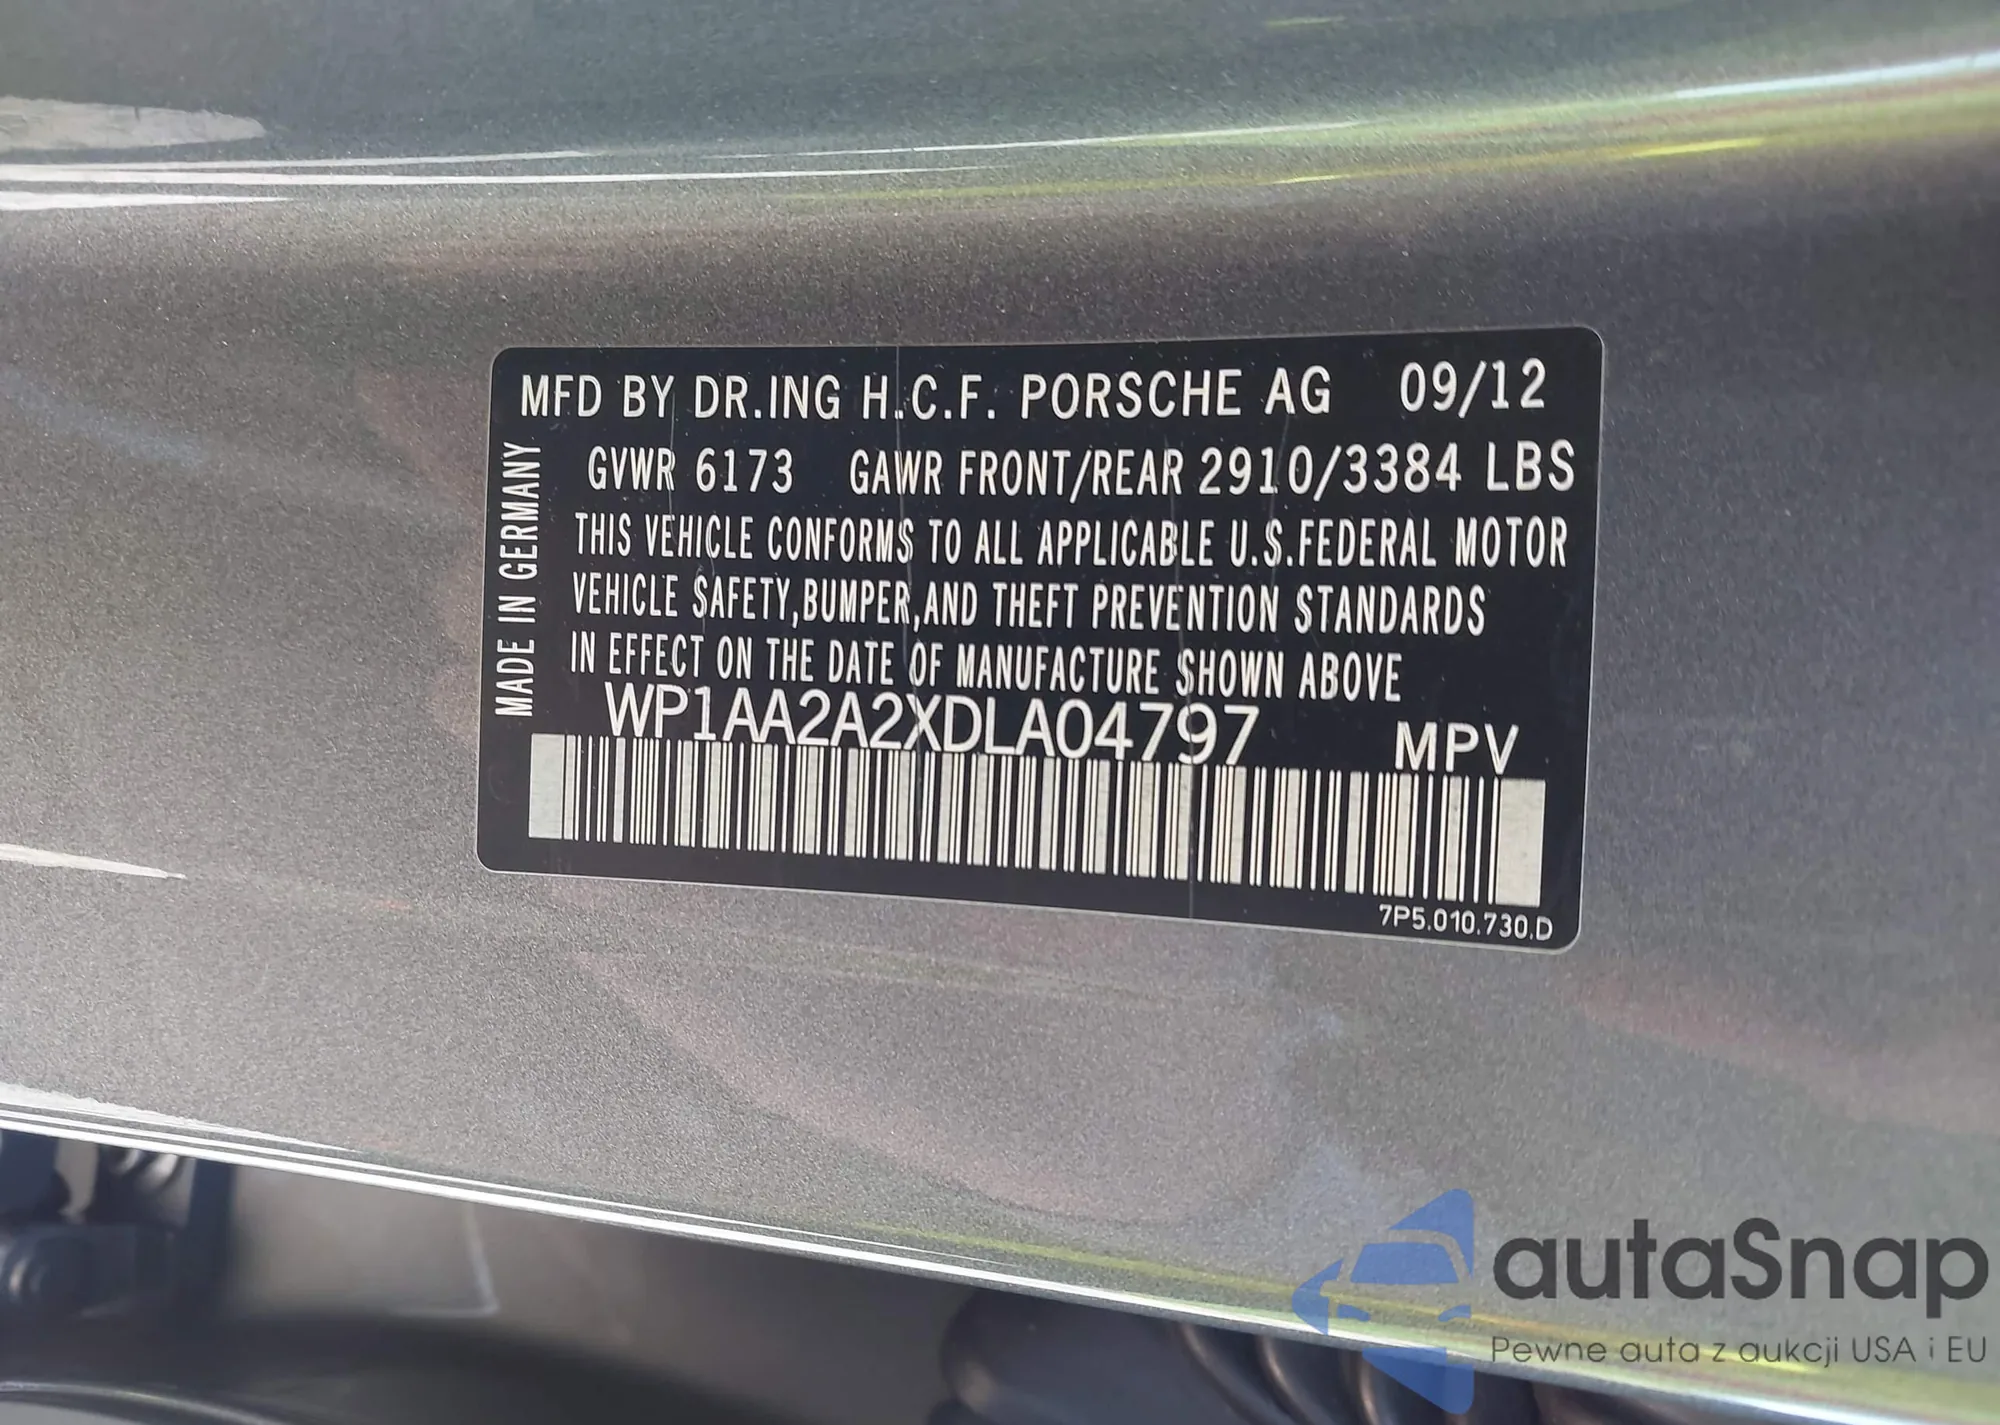 MFD BY DR.ING H.C.F. PORSCHE AG 09/12
GVWR 6173 GAWR FRONT/REAR 2910/3384 LBS
THIS VEHICLE CONFORMS TO ALL APPLICABLE U.S.FEDERAL MOTOR
VEHICLE SAFETY,BUMPER,AND THEFT PREVENTION STANDARDS
IN EFFECT ON THE DATE OF MANUFACTURE SHOWN ABOVE
WP1AA2A2XDLA04797 MPV
7P5.010.730.D
MADE IN GERMANY
autaSnap
Pewne auta z aukcji USA i EU